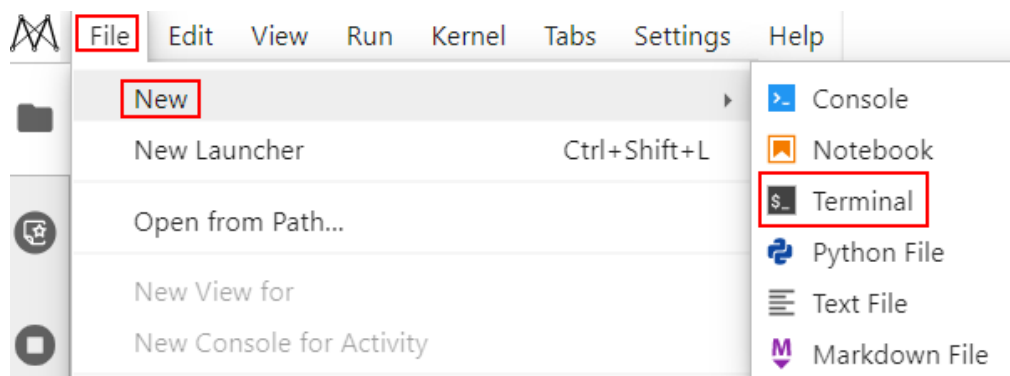 File Edit View Run Kernel Tabs Settings Help
New
New Launcher Ctrl+Shift+L
Open from Path...
New View for
New Console for Activity
Console
Notebook
$_ Terminal
Python File
Text File
M Markdown File